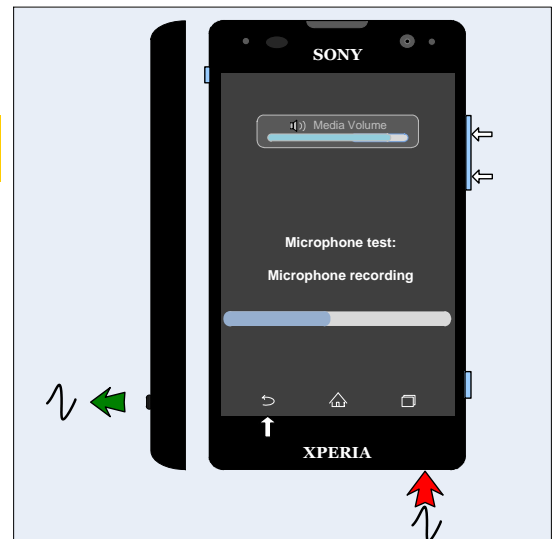 SONY
Media Volume
Microphone test:
Microphone recording
XPERIA